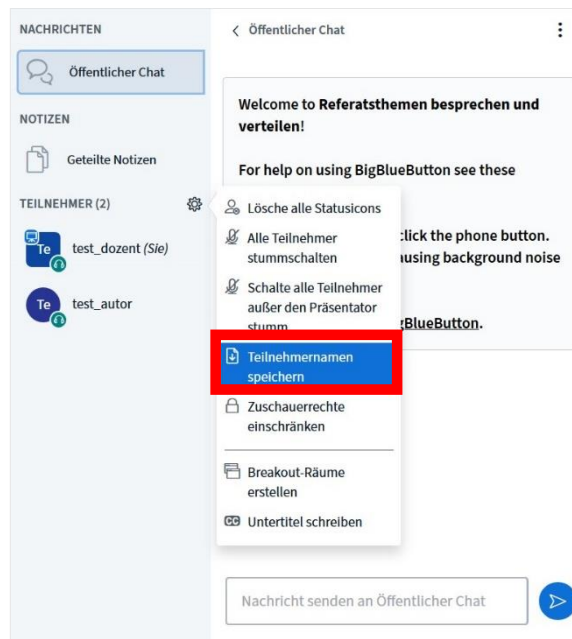 NACHRICHTEN
Öffentlicher Chat
NOTIZEN
Geteilte Notizen
TEILNEHMER (2)
Te
test_dozent (Sie)
Te
test_autor
Öffentlicher Chat
Welcome to Referatsthemen besprechen und
verteilen!
For help on using BigBlueButton see these
click the phone button.
ausing background noise
BigBlueButton.
Lösche alle Statusicons
Alle Teilnehmer
stummschalten
Schalte alle Teilnehmer
außer den Präsentator
stumm
Teilnehmernamen
speichern
Zuschauerrechte
einschränken
Breakout-Räume
erstellen
CC Untertitel schreiben
Nachricht senden an Öffentlicher Chat